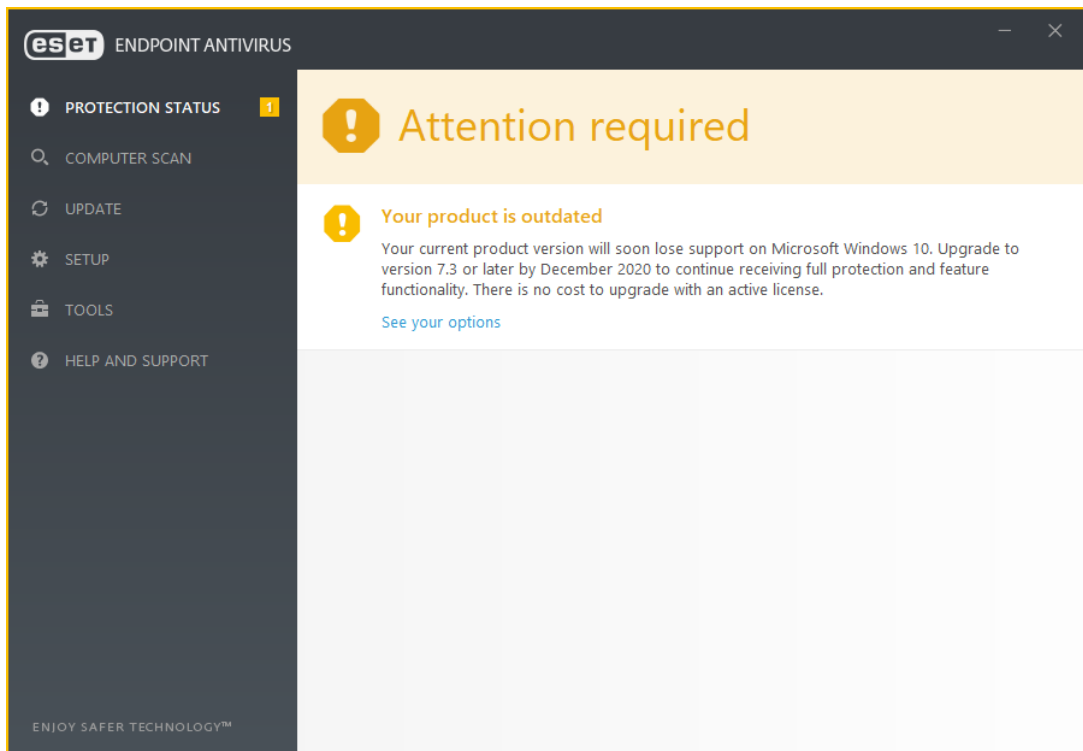 eset ENDPOINT ANTIVIRUS
PROTECTION STATUS 1
COMPUTER SCAN
UPDATE
SETUP
TOOLS
HELP AND SUPPORT
ENJOY SAFER TECHNOLOGY™
Attention required
Your product is outdated
Your current product version will soon lose support on Microsoft Windows 10. Upgrade to
version 7.3 or later by December 2020 to continue receiving full protection and feature
functionality. There is no cost to upgrade with an active license.
See your options